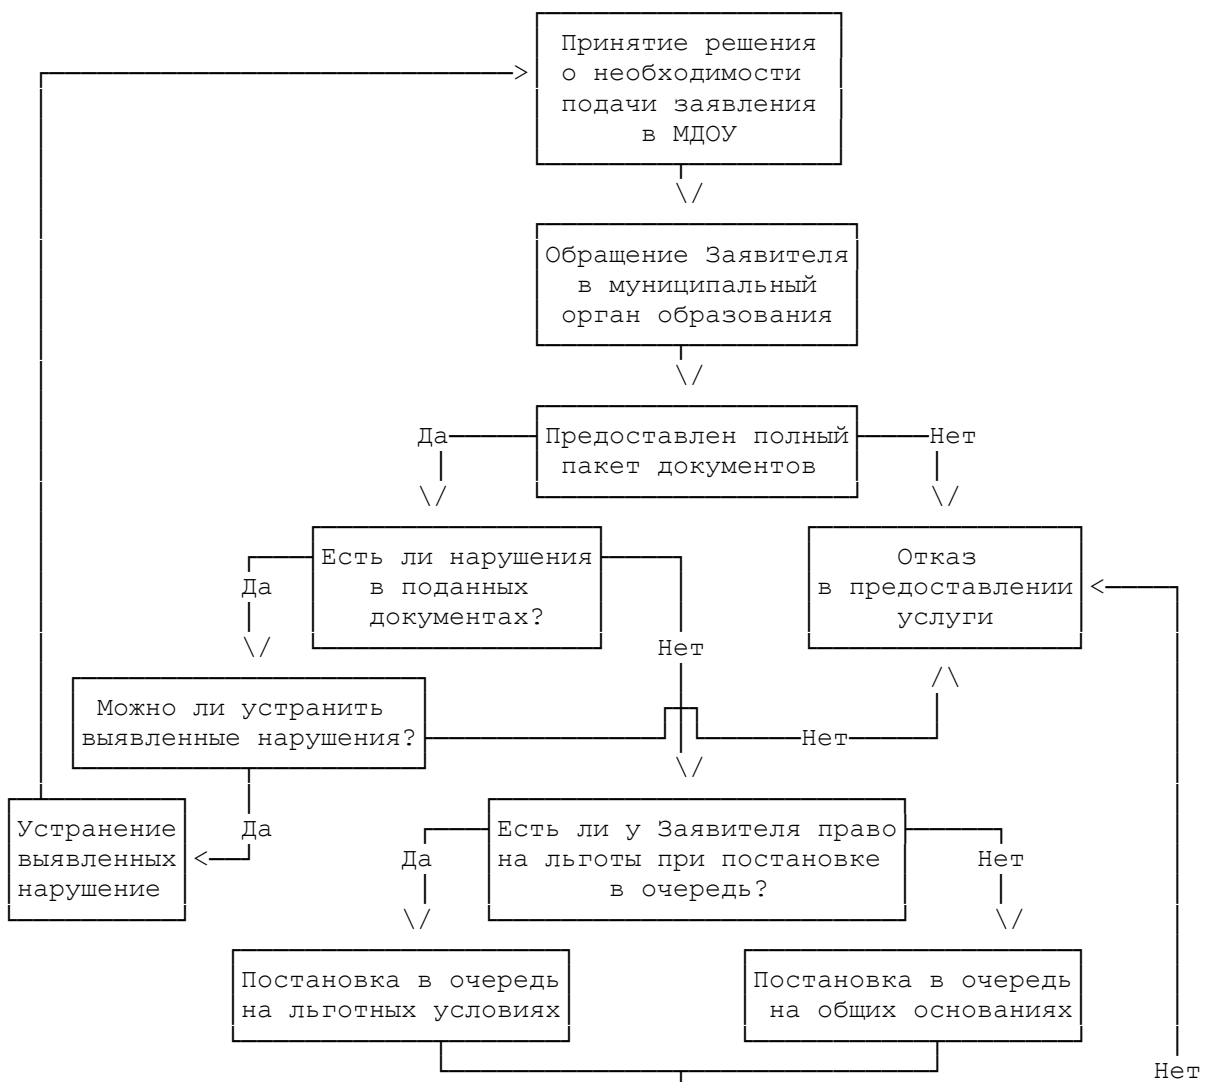 Принятие решения
о необходимости
подачи заявления
в МДОУ
Обращение Заявителя
в муниципальный
орган образования
Да
Предоставлен полный
Нет
пакет документов
Есть ли нарушения
в поданных
документах?
Да
Нет
Отказ
в предоставлении
услуги
Можно ли устранить
выявленные нарушения?
Нет
Да
Устранение
выявленных
нарушение
Есть ли у Заявителя право
на льготы при постановке
в очередь?
Да
Нет
Постановка в очередь
на льготных условиях
Постановка в очередь
на общих основаниях
Нет